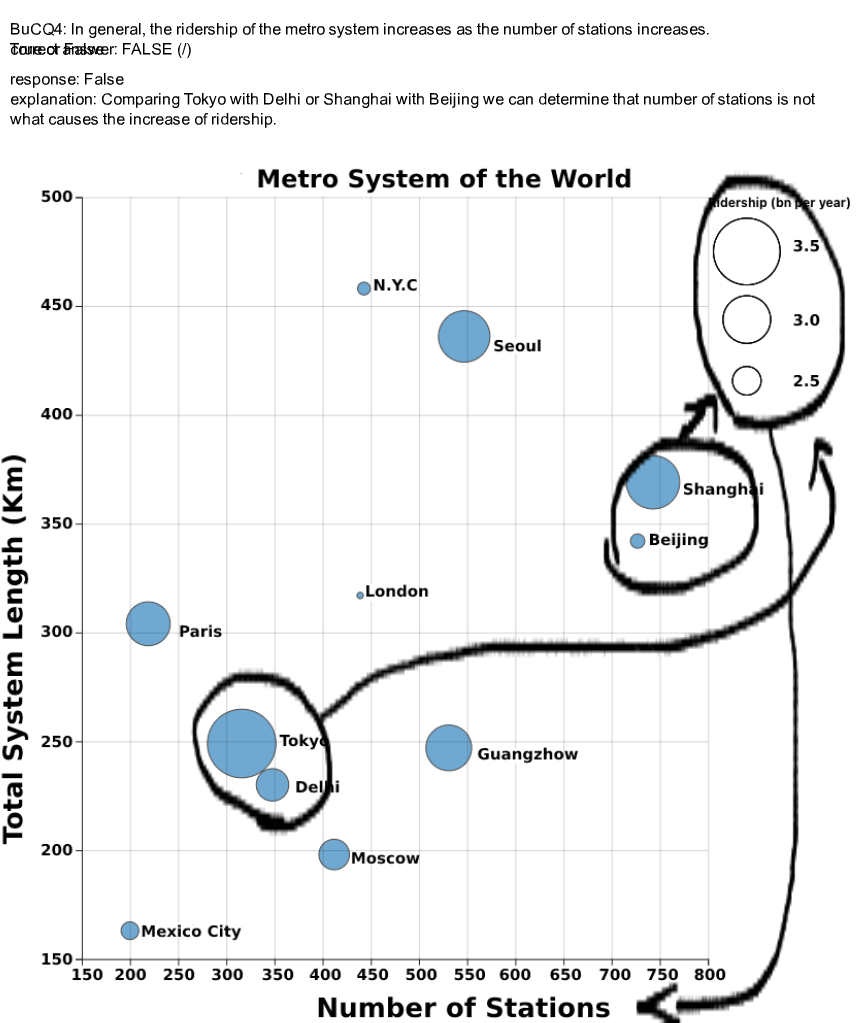 BuCQ4: In general, the ridership of the metro system increases as the number of stations increases.
True or False
correct answer: FALSE (/)
response: False
explanation: Comparing Tokyo with Delhi or Shanghai with Beijing we can determine that number of stations is not
what causes the increase of ridership.
Metro System of the World
Ridership (bn per year)
3.5
3.0
2.5
500
450
400
350
300
250
200
150
Total System Length (Km)
N.Y.C
Seoul
Shanghai
Beijing
London
Paris
Tokyo
Guangzhow
Delhi
Moscow
Mexico City
150 200 250 300 350 400 450 500 550 600 650 700 750 800
Number of Stations